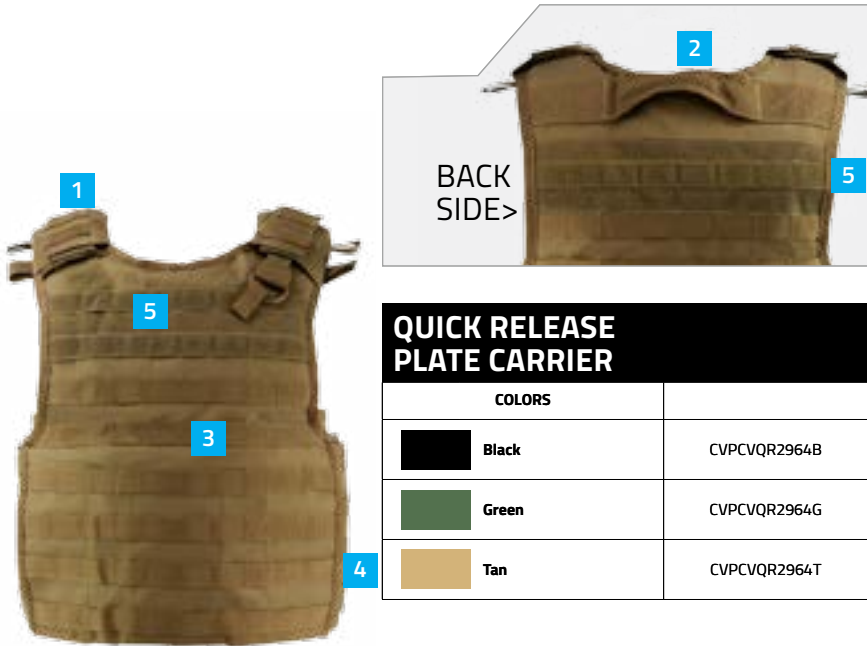 1
2
BACK
SIDE>
5
5
3
4
QUICK RELEASE
PLATE CARRIER
COLORS
Black CVPCVQR2964B
Green CVPCVQR2964G
Tan CVPCVQR2964T